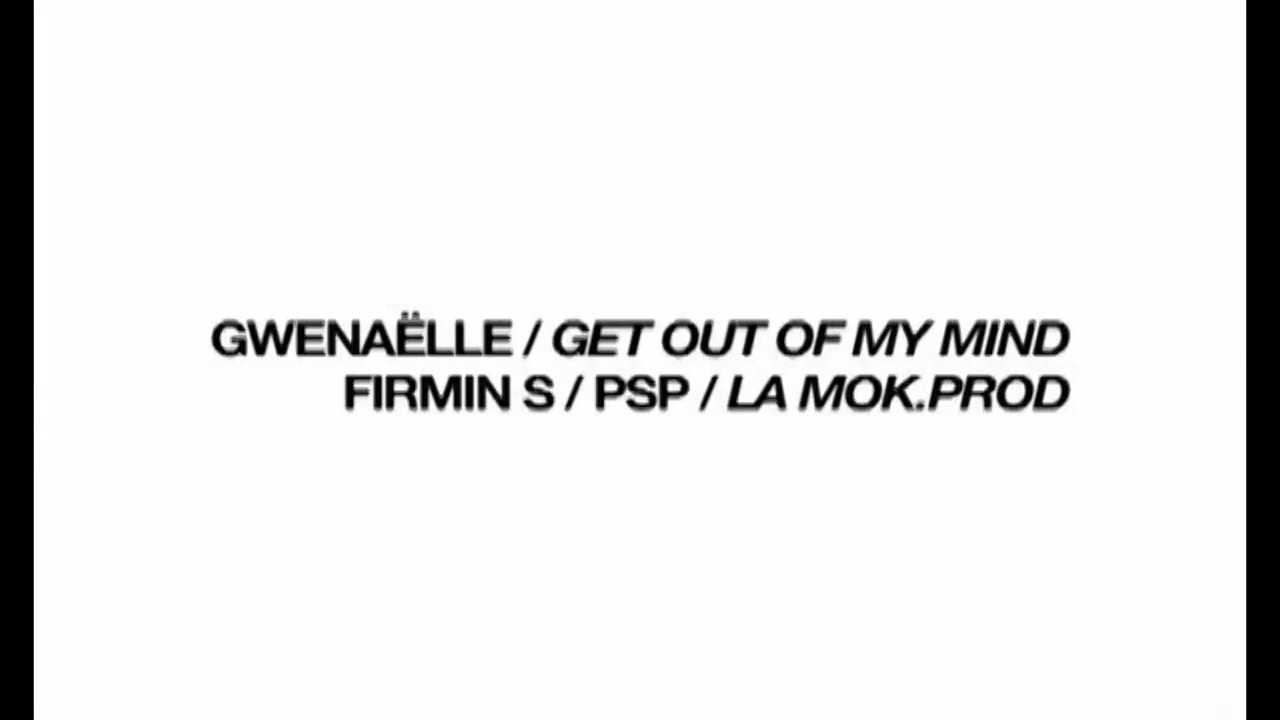 GWENAËLLE / GET OUT OF MY MIND
FIRMIN S / PSP / LA MOK.PROD